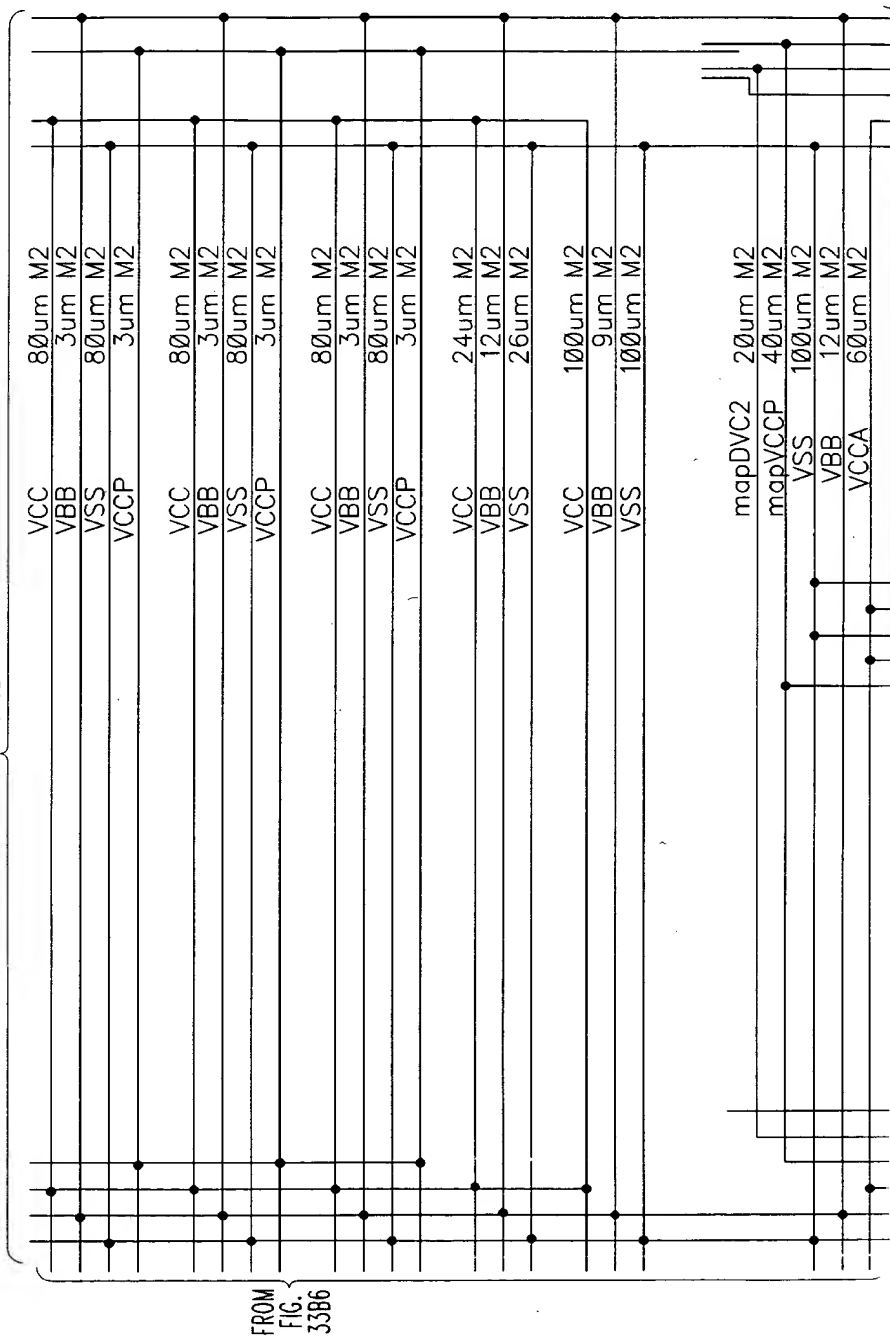 VCC 80um M2
VBB 3um M2
VSS 80um M2
VCCP 3um M2
VCC 80um M2
VBB 3um M2
VSS 80um M2
VCCP 3um M2
VCC 80um M2
VBB 3um M2
VSS 80um M2
VCCP 3um M2
VCC 24um M2
VBB 12um M2
VSS 26um M2
VCC 100um M2
VBB 9um M2
VSS 100um M2
mapDVC2 20um M2
mapVCCP 40um M2
VSS 100um M2
VBB 12um M2
VCCA 60um M2
FROM
FIG.
33B6